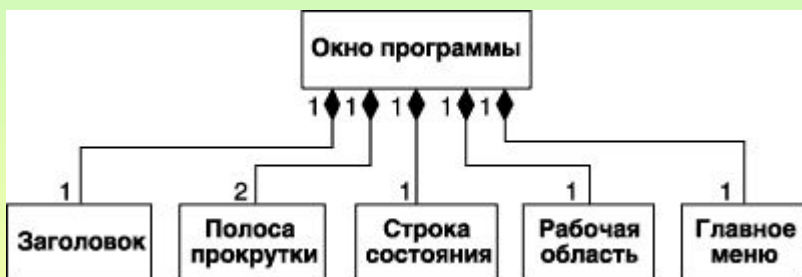 Окно программы
1 1 1 1 1
1 2 1 1 1
Заголовок
Полоса
прокрутки
Строка
состояния
Рабочая
область
Главное
меню